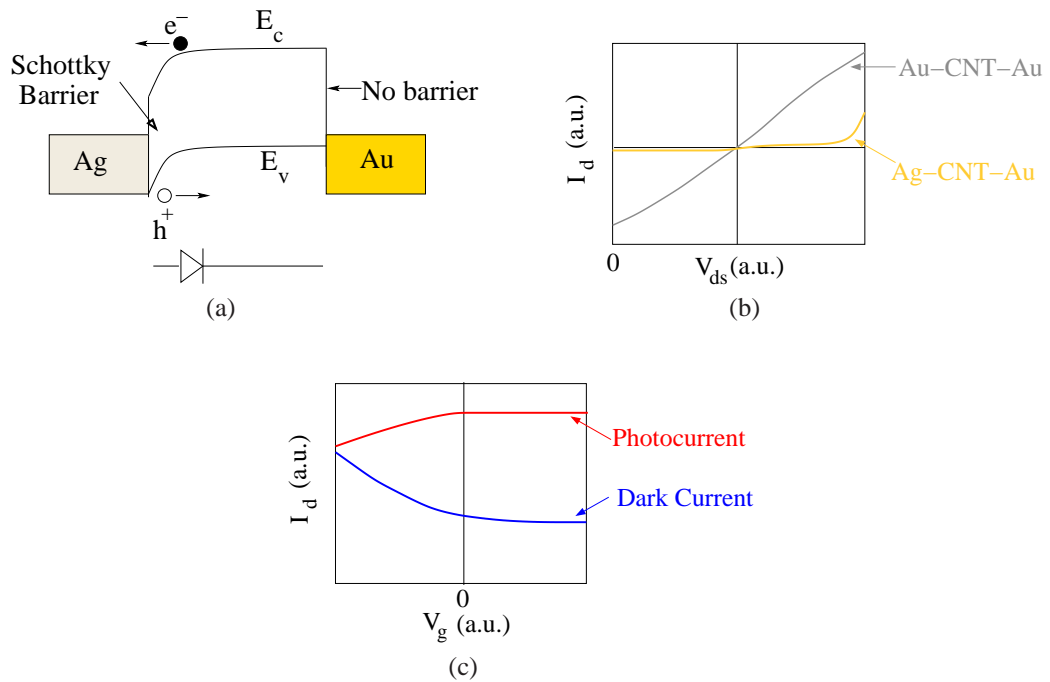 e⁻
E_c
Schottky
Barrier
No barrier
Ag
E_v
Au
h⁺
(a)
I_d (a.u.)
Au−CNT−Au
Ag−CNT−Au
0
V_ds (a.u.)
(b)
I_d (a.u.)
Photocurrent
Dark Current
0
V_g (a.u.)
(c)